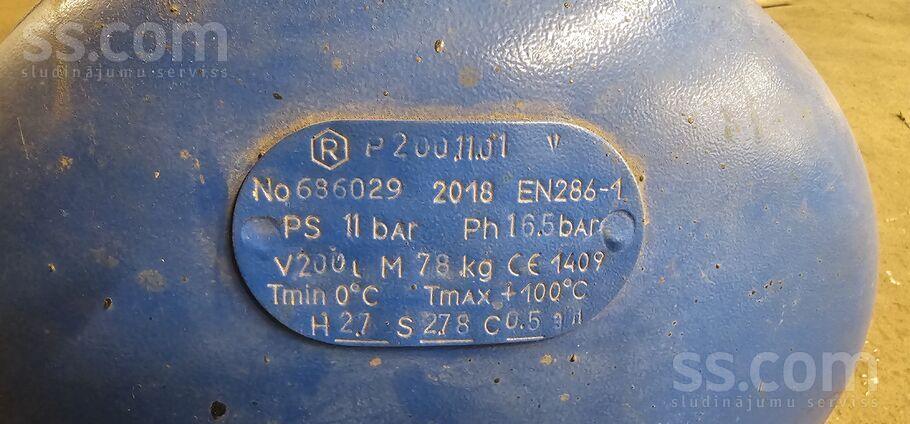 ss.com
sludinājumu serviss
R P 200.11.01 V
No 686029 2018 EN286-1
PS 11 bar Ph 16.5 bar
V 200 L M 78 kg CE 1409
Tmin 0°C Tmax +100°C
H 2.7 S 2.78 C 0.5
ss.com
sludinājumu serviss